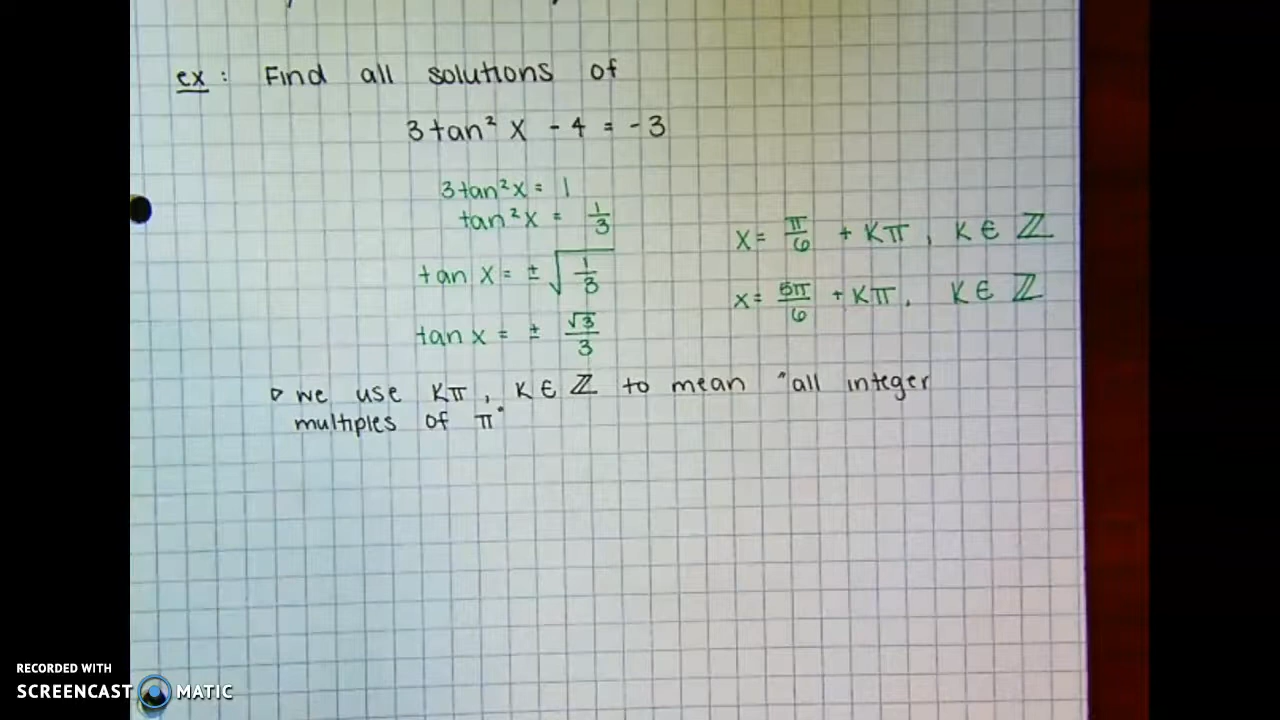 ex: Find all solutions of
3tan² x - 4 = -3
3tan²x = 1
tan²x = 1/3
tan x = ±√(1/3)
tan x = ± √3/3
x = π/6 + kπ, k ∈ ℤ
x = 5π/6 + kπ, k ∈ ℤ
▹ we use kπ, k ∈ ℤ to mean "all integer
multiples of π"
RECORDED WITH
SCREENCAST MATIC